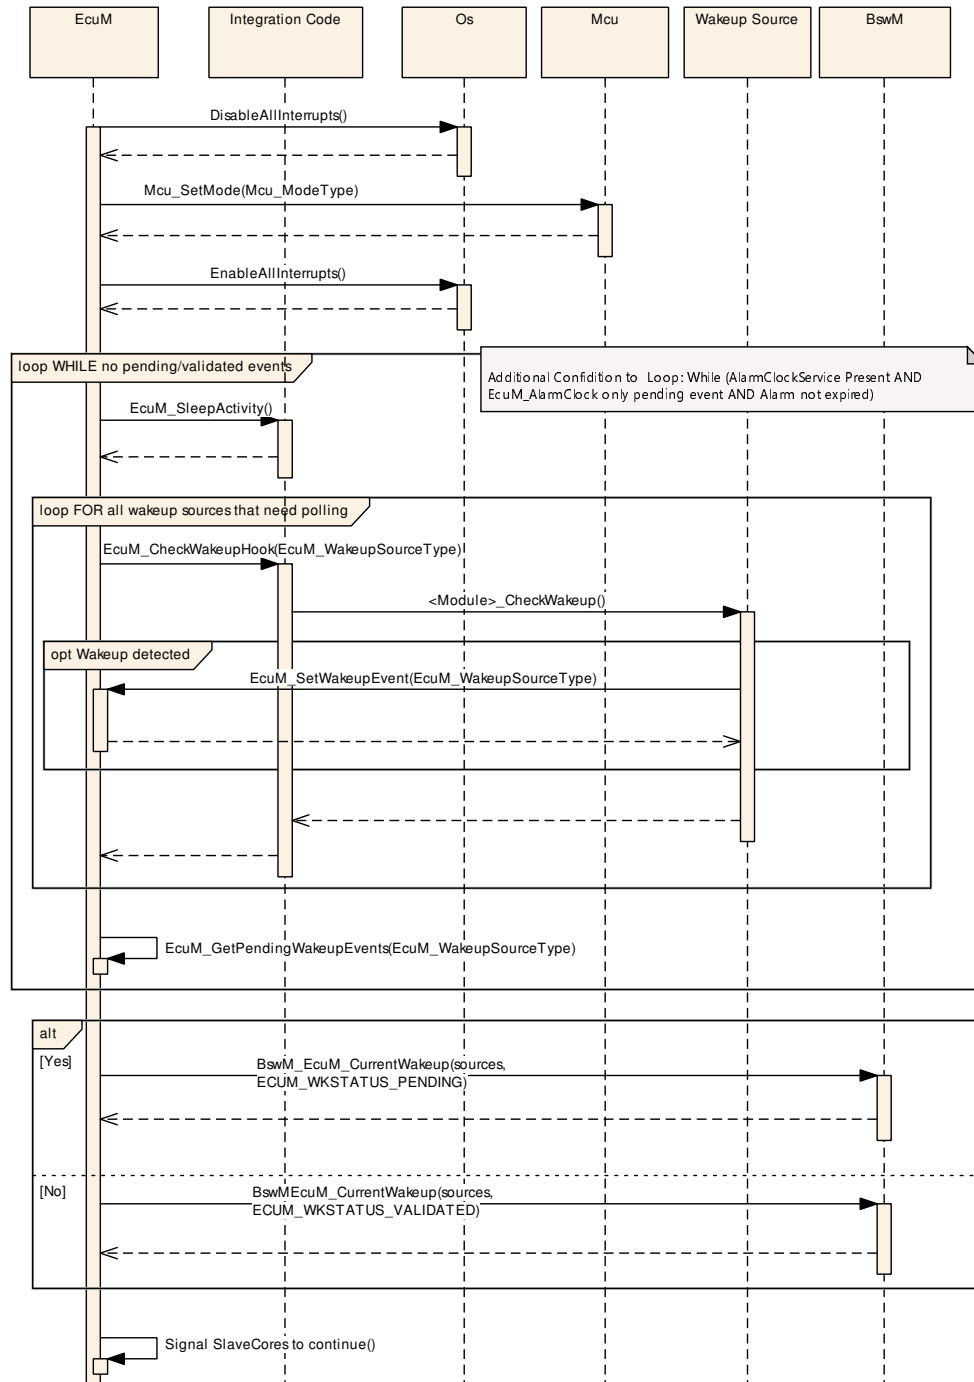 EcuM
Integration Code
Os
Mcu
Wakeup Source
BswM
DisableAllInterrupts()
Mcu_SetMode(Mcu_ModeType)
EnableAllInterrupts()
loop WHILE no pending/validated events
Additional Confidition to Loop: While (AlarmClockService Present AND
EcuM_AlarmClock only pending event AND Alarm not expired)
EcuM_SleepActivity()
loop FOR all wakeup sources that need polling
EcuM_CheckWakeupHook(EcuM_WakeupSourceType)
<Module>_CheckWakeup()
opt Wakeup detected
EcuM_SetWakeupEvent(EcuM_WakeupSourceType)
EcuM_GetPendingWakeupEvents(EcuM_WakeupSourceType)
alt
[Yes]
BswM_EcuM_CurrentWakeup(sources,
ECUM_WKSTATUS_PENDING)
[No]
BswMEcuM_CurrentWakeup(sources,
ECUM_WKSTATUS_VALIDATED)
Signal SlaveCores to continue()